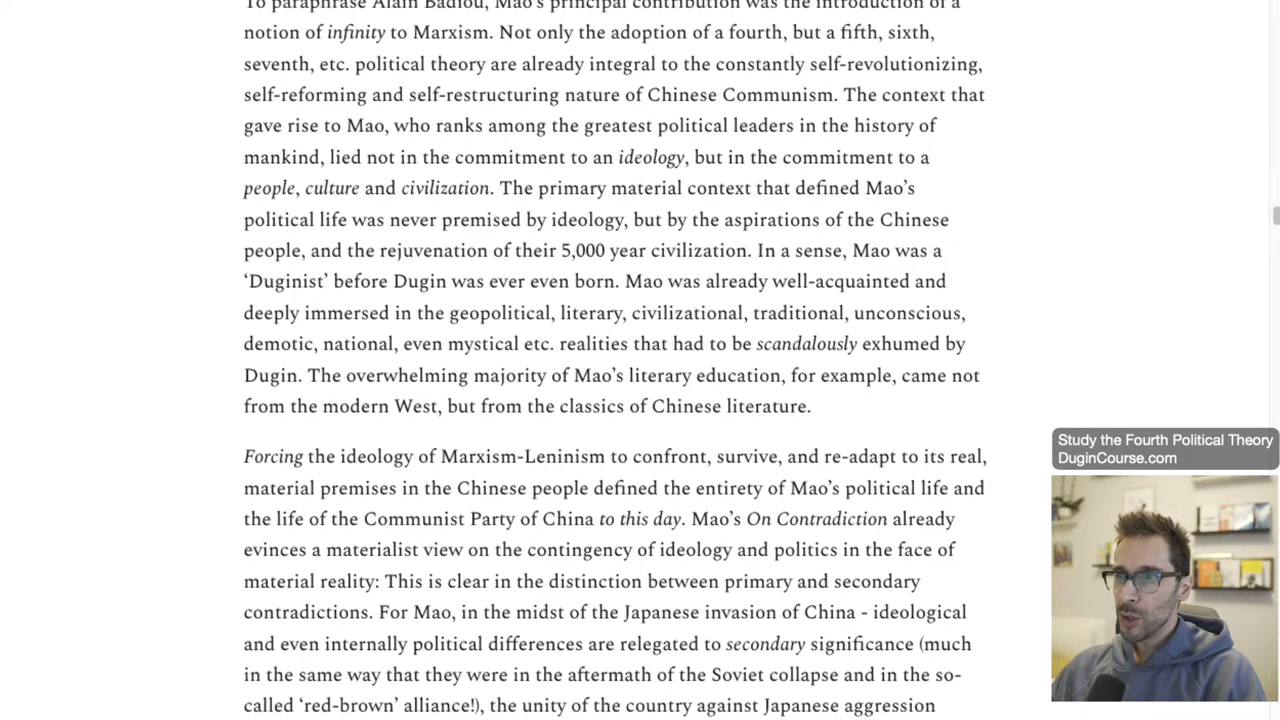 To paraphrase Alain Badiou, Mao's principal contribution was the introduction of a
notion of infinity to Marxism. Not only the adoption of a fourth, but a fifth, sixth,
seventh, etc. political theory are already integral to the constantly self-revolutionizing,
self-reforming and self-restructuring nature of Chinese Communism. The context that
gave rise to Mao, who ranks among the greatest political leaders in the history of
mankind, lied not in the commitment to an ideology, but in the commitment to a
people, culture and civilization. The primary material context that defined Mao's
political life was never premised by ideology, but by the aspirations of the Chinese
people, and the rejuvenation of their 5,000 year civilization. In a sense, Mao was a
'Duginist' before Dugin was ever even born. Mao was already well-acquainted and
deeply immersed in the geopolitical, literary, civilizational, traditional, unconscious,
demotic, national, even mystical etc. realities that had to be scandalously exhumed by
Dugin. The overwhelming majority of Mao's literary education, for example, came not
from the modern West, but from the classics of Chinese literature.
Forcing the ideology of Marxism-Leninism to confront, survive, and re-adapt to its real,
material premises in the Chinese people defined the entirety of Mao's political life and
the life of the Communist Party of China to this day. Mao's On Contradiction already
evinces a materialist view on the contingency of ideology and politics in the face of
material reality: This is clear in the distinction between primary and secondary
contradictions. For Mao, in the midst of the Japanese invasion of China - ideological
and even internally political differences are relegated to secondary significance (much
in the same way that they were in the aftermath of the Soviet collapse and in the so-
called 'red-brown' alliance!), the unity of the country against Japanese aggression
Study the Fourth Political Theory
DuginCourse.com